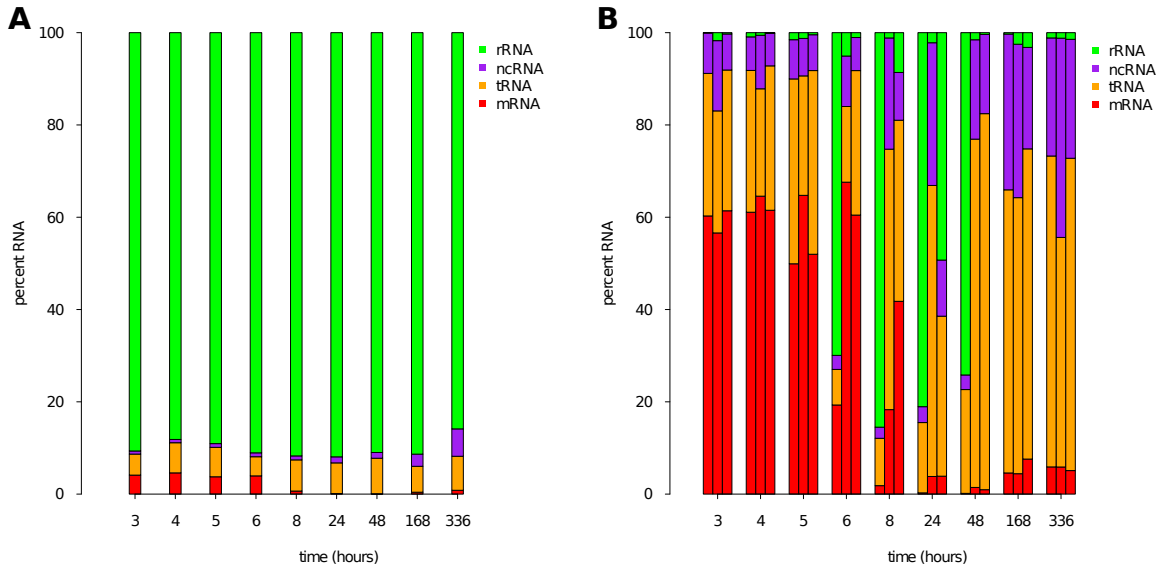 A
percent RNA
100
80
60
40
20
0
3 4 5 6 8 24 48 168 336
time (hours)
rRNA
ncRNA
tRNA
mRNA
B
percent RNA
100
80
60
40
20
0
3 4 5 6 8 24 48 168 336
time (hours)
rRNA
ncRNA
tRNA
mRNA